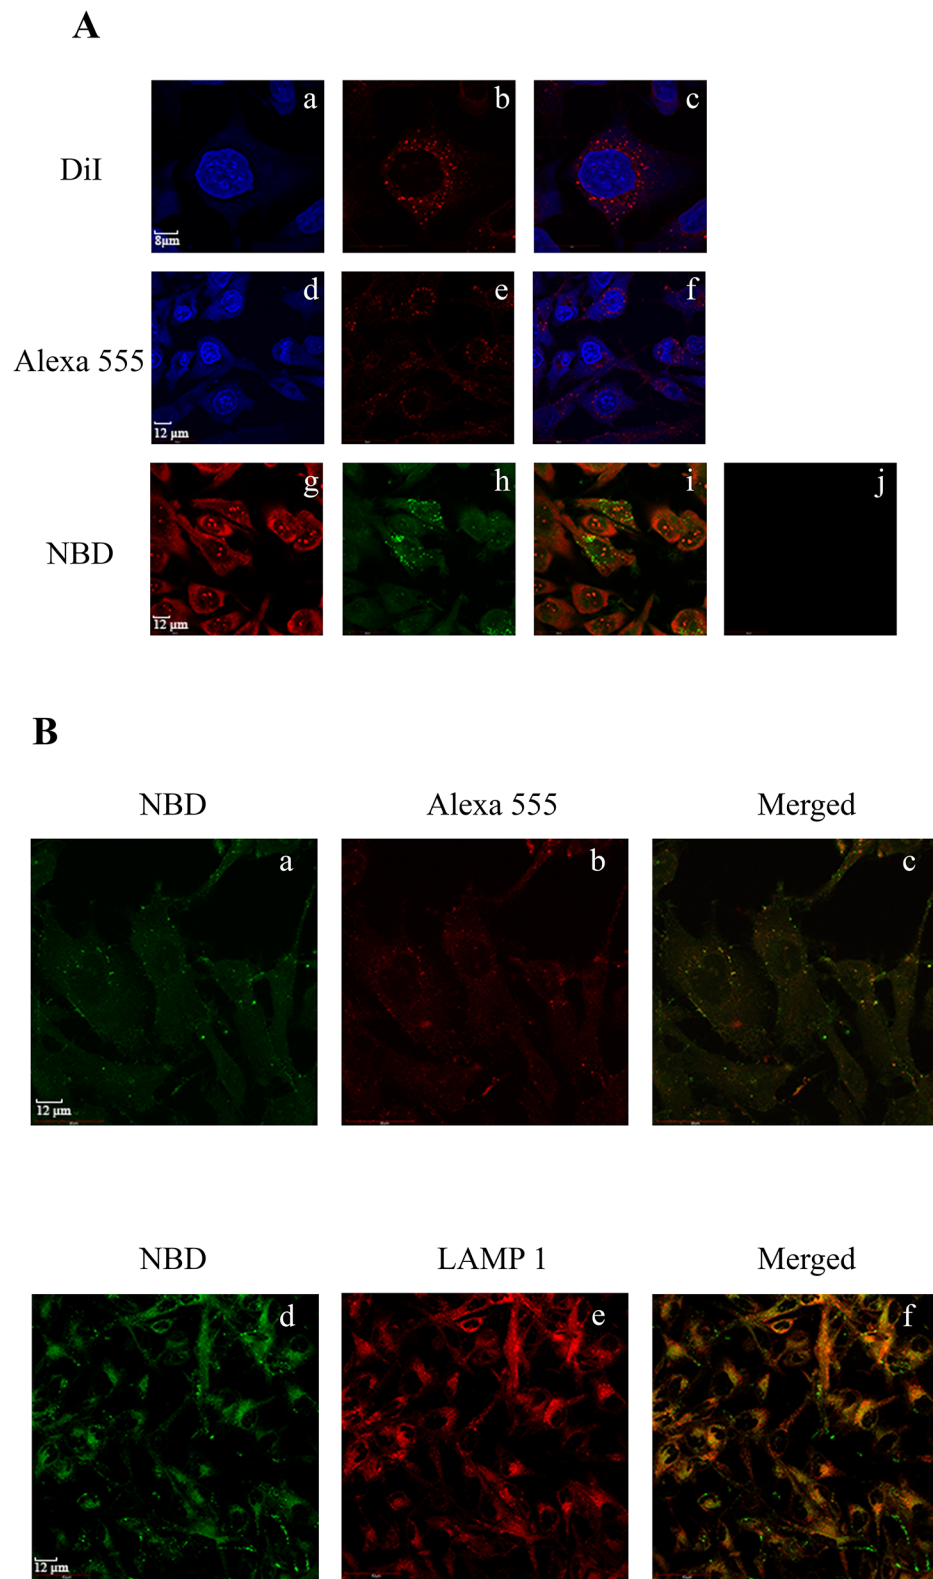 A
DiI
a
b
c
8μm
Alexa 555
d
e
f
12 μm
NBD
g
h
i
j
12 μm
B
NBD
Alexa 555
Merged
a
b
c
12 μm
NBD
LAMP 1
Merged
d
e
f
12 μm